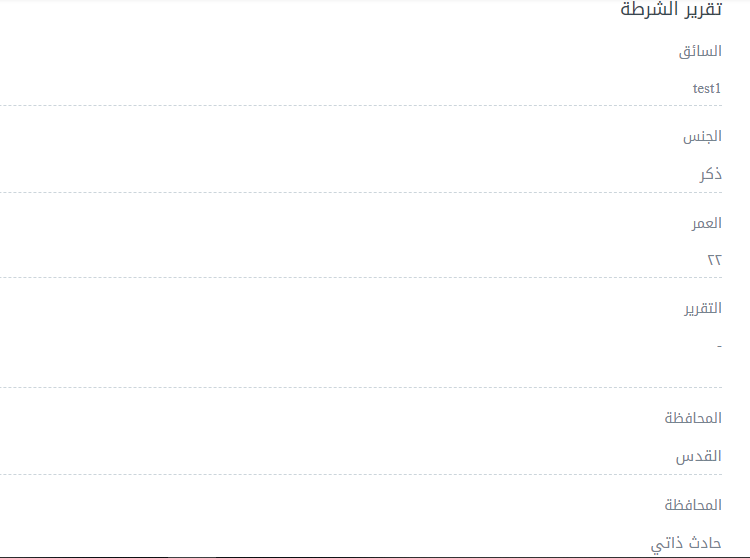 تقرير الشرطة
السائق
test1
الجنس
ذكر
العمر
٢٢
التقرير
-
المحافظة
القدس
المحافظة
حادث ذاتي